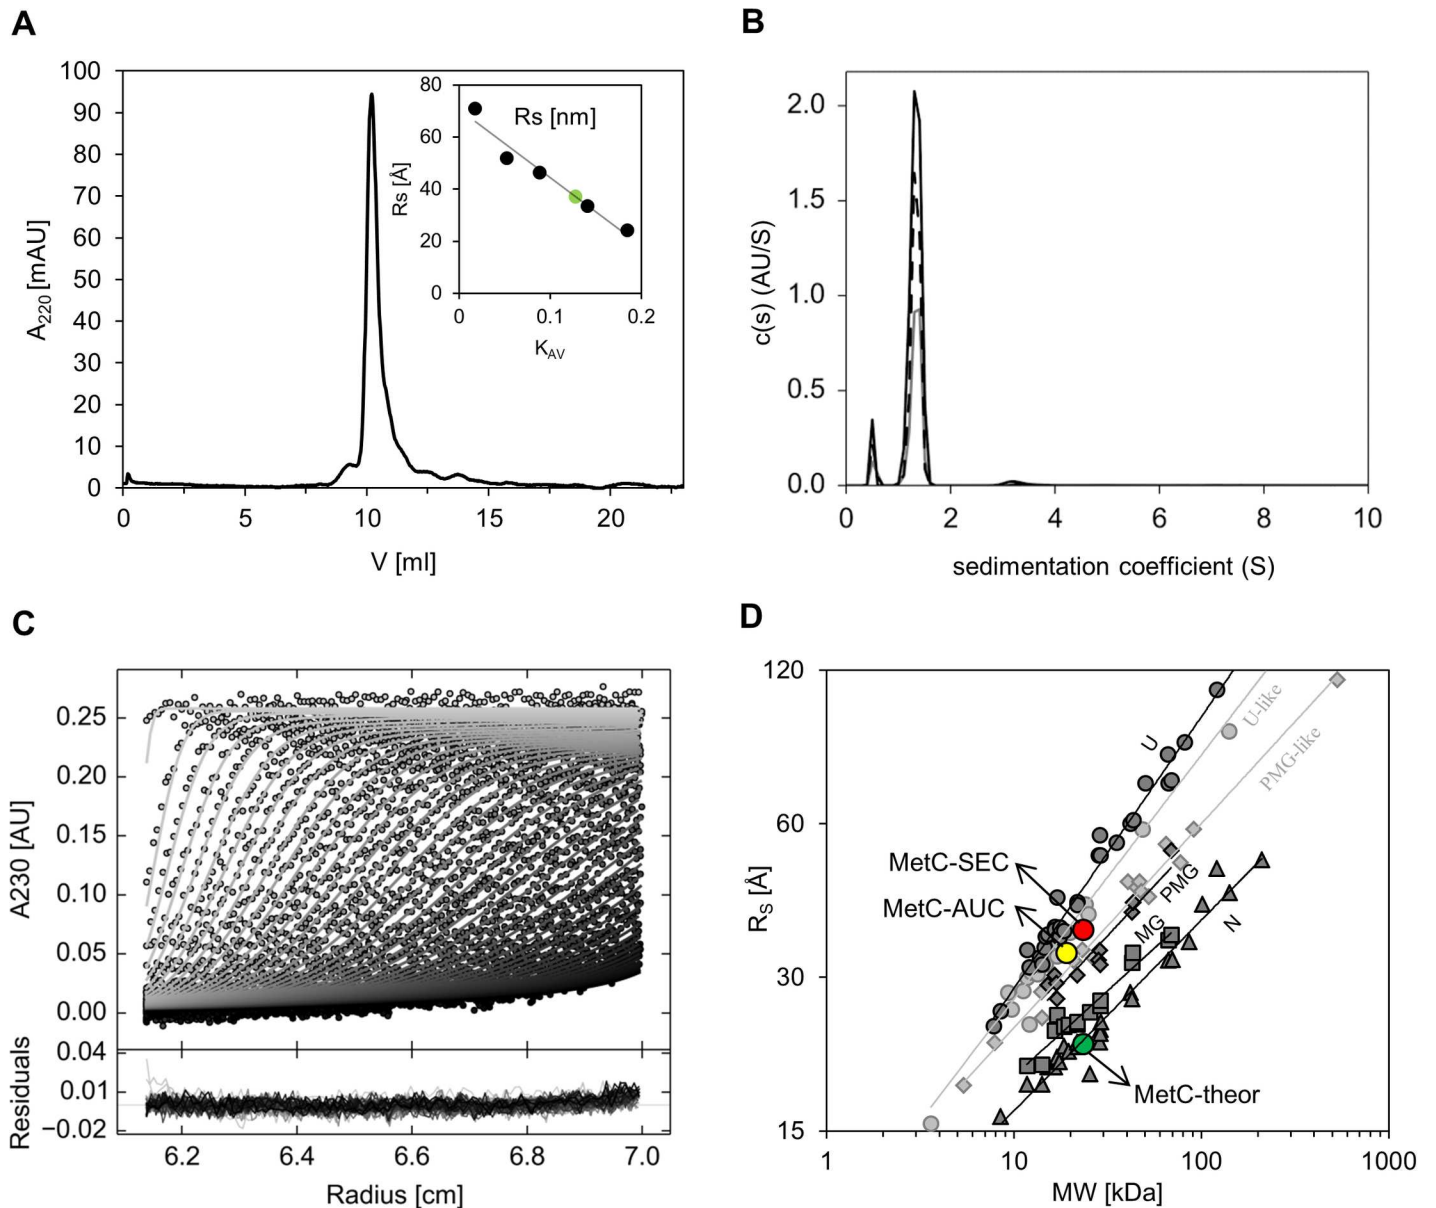 A
100
90
80
70
60
50
40
30
20
10
0
A220 [mAU]
0
5
10
15
20
V [ml]
80
60
40
20
0
Rs [nm]
Rs [Å]
0
0.1
0.2
KAV
B
2.0
1.5
1.0
0.5
0.0
c(s) (AU/S)
0
2
4
6
8
10
sedimentation coefficient (S)
C
0.25
0.20
0.15
0.10
0.05
0.00
A230 [AU]
0.04
0.01
−0.02
Residuals
6.2
6.4
6.6
6.8
7.0
Radius [cm]
D
120
60
30
15
RS [Å]
U
U-like
PMG-like
MetC-SEC
MetC-AUC
PMG
MG
N
MetC-theor
1
10
100
1000
MW [kDa]